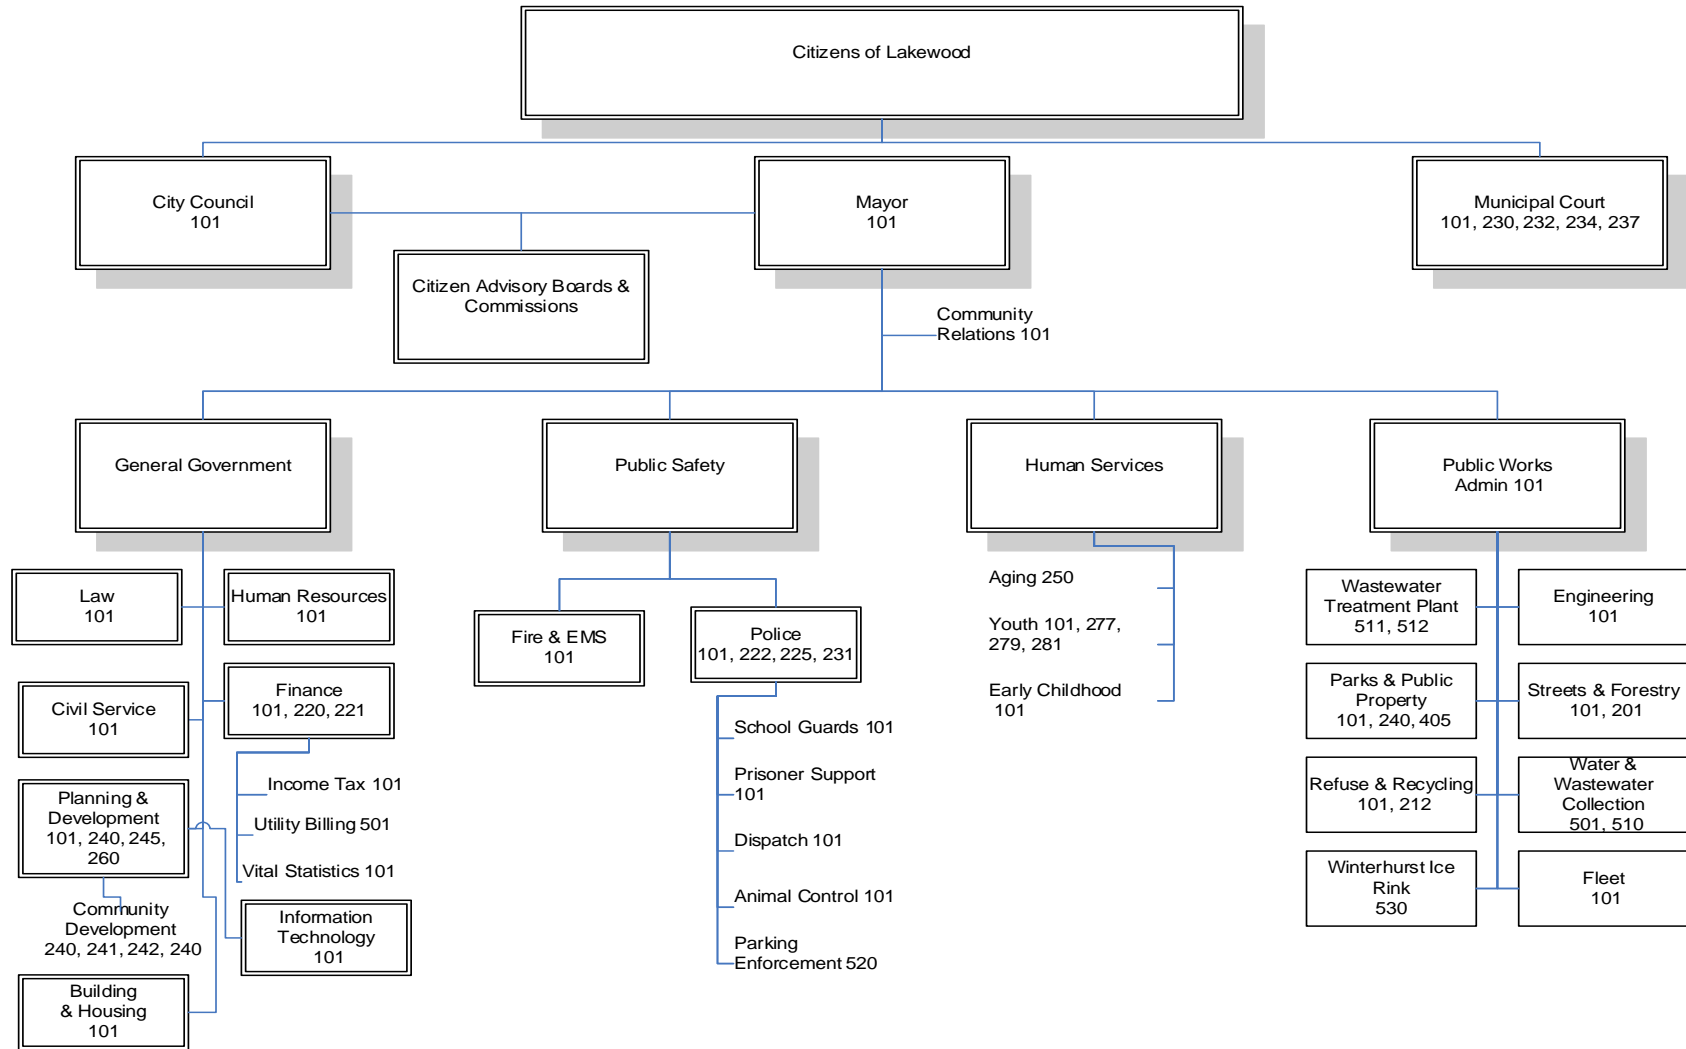 Citizens of Lakewood
City Council
101
Mayor
101
Municipal Court
101, 230, 232, 234, 237
Citizen Advisory Boards &
Commissions
Community
Relations 101
General Government
Public Safety
Human Services
Public Works
Admin 101
Law
101
Human Resources
101
Civil Service
101
Finance
101, 220, 221
Income Tax 101
Utility Billing 501
Vital Statistics 101
Planning &
Development
101, 240, 245,
260
Community
Development
240, 241, 242, 240
Information
Technology
101
Building
& Housing
101
Fire & EMS
101
Police
101, 222, 225, 231
School Guards 101
Prisoner Support
101
Dispatch 101
Animal Control 101
Parking
Enforcement 520
Aging 250
Youth 101, 277,
279, 281
Early Childhood
101
Wastewater
Treatment Plant
511, 512
Engineering
101
Parks & Public
Property
101, 240, 405
Streets & Forestry
101, 201
Refuse & Recycling
101, 212
Water &
Wastewater
Collection
501, 510
Winterhurst Ice
Rink
530
Fleet
101